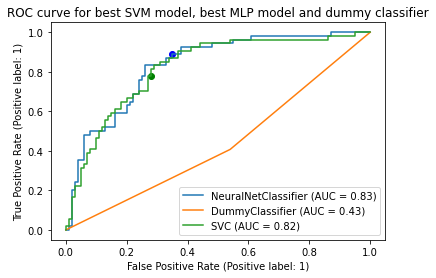 ROC curve for best SVM model, best MLP model and dummy classifier
True Positive Rate (Positive label: 1)
1.0
0.8
0.6
0.4
0.2
0.0
NeuralNetClassifier (AUC = 0.83)
DummyClassifier (AUC = 0.43)
SVC (AUC = 0.82)
0.0 0.2 0.4 0.6 0.8 1.0
False Positive Rate (Positive label: 1)